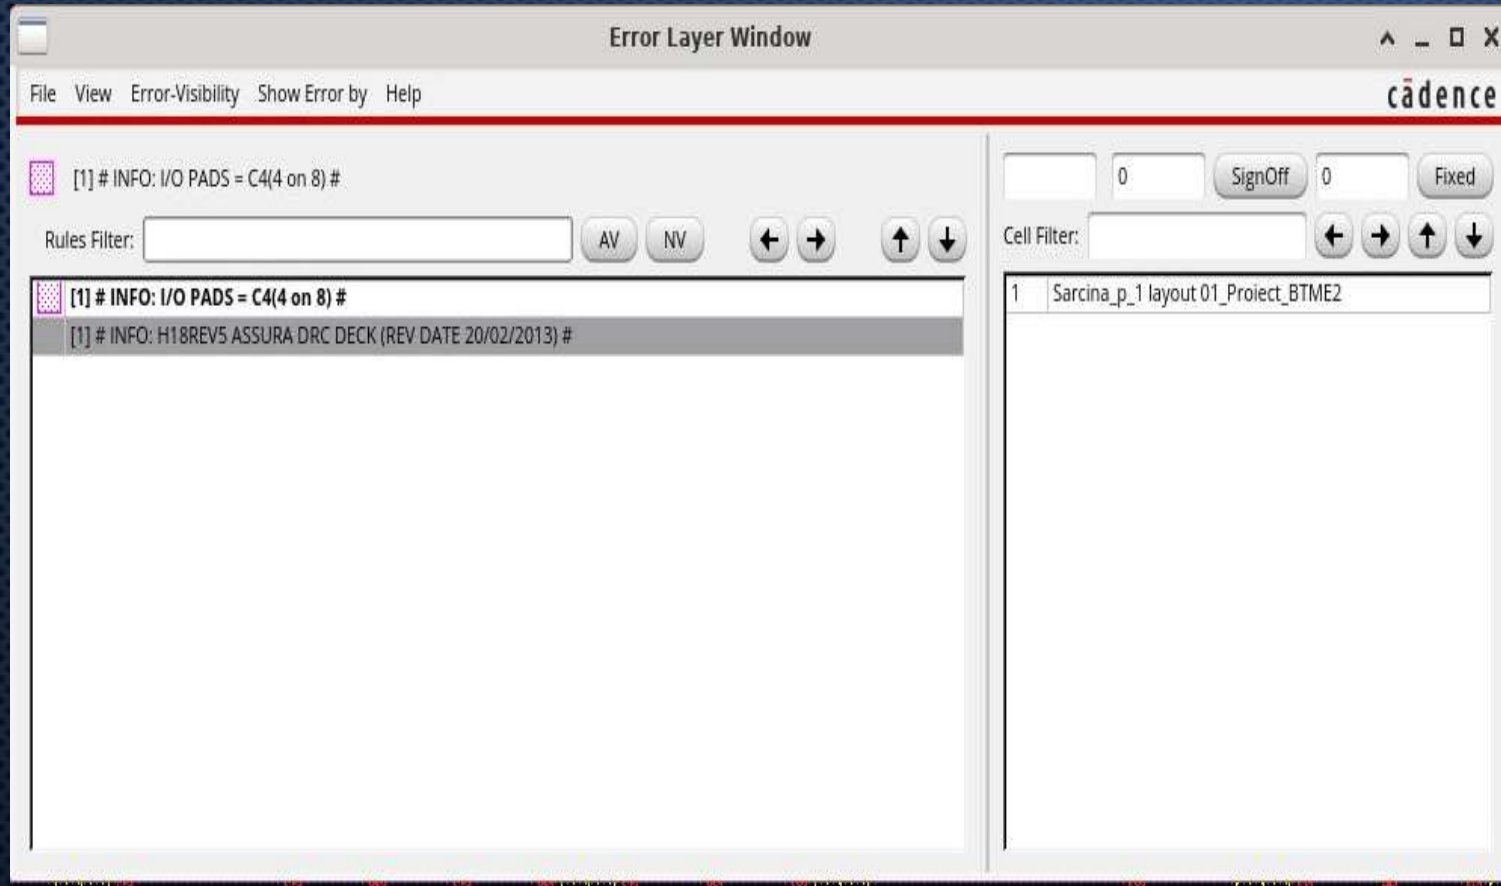 Error Layer Window
File View Error-Visibility Show Error by Help
cādence
[1] # INFO: I/O PADS = C4(4 on 8) #
0 SignOff 0 Fixed
Rules Filter: AV NV
Cell Filter:
[1] # INFO: I/O PADS = C4(4 on 8) #
[1] # INFO: H18REV5 ASSURA DRC DECK (REV DATE 20/02/2013) #
1 Sarcina_p_1 layout 01_Proiect_BTME2